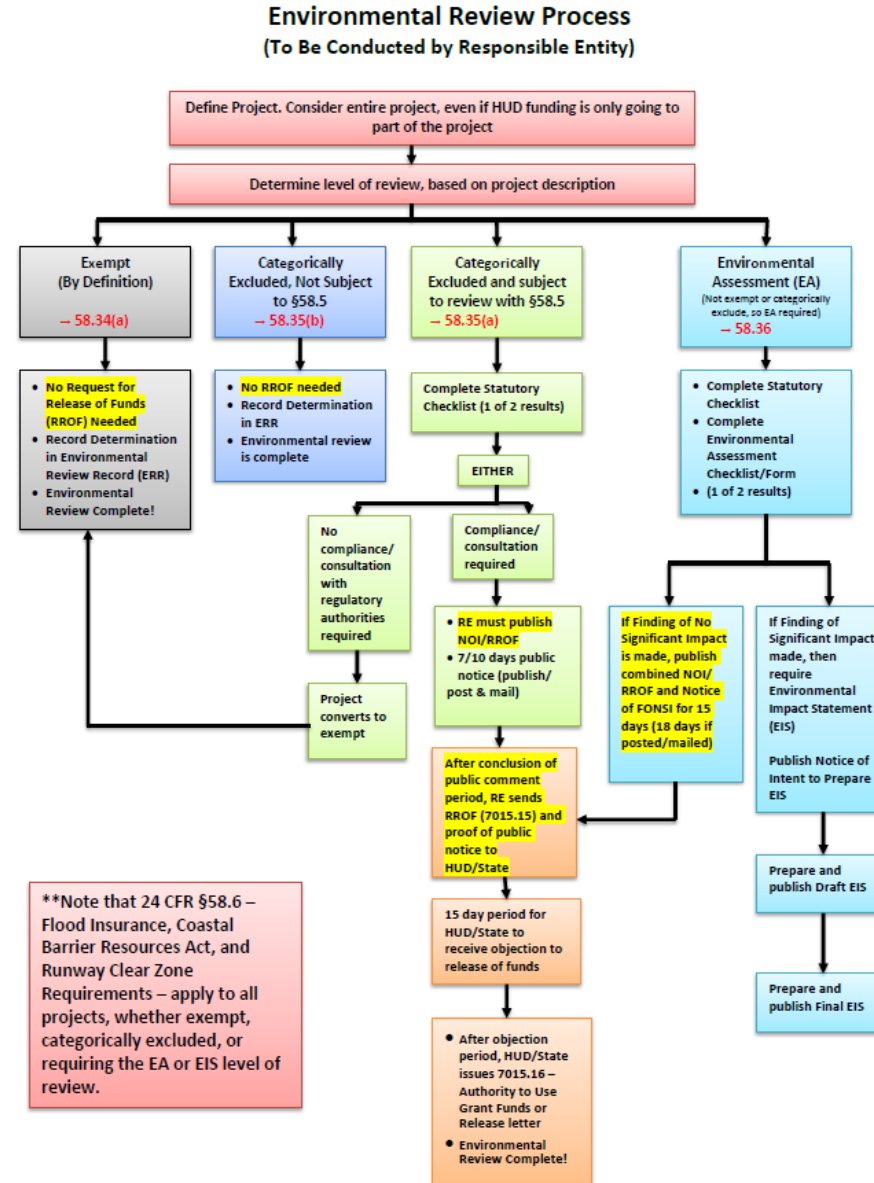 Environmental Review Process
(To Be Conducted by Responsible Entity)
Define Project. Consider entire project, even if HUD funding is only going to
part of the project
Determine level of review, based on project description
Exempt
(By Definition)
→ 58.34(a)
Categorically
Excluded, Not Subject
to §58.5
→ 58.35(b)
Categorically
Excluded and subject
to review with §58.5
→ 58.35(a)
Environmental
Assessment (EA)
(Not exempt or categorically
exclude, so EA required)
→ 58.36
• No Request for
Release of Funds
(RROF) Needed
• Record Determination
in Environmental
Review Record (ERR)
• Environmental
Review Complete!
• No RROF needed
• Record Determination
in ERR
• Environmental review
is complete
Complete Statutory
Checklist (1 of 2 results)
• Complete Statutory
Checklist
• Complete
Environmental
Assessment
Checklist/Form
• (1 of 2 results)
EITHER
No
compliance/
consultation
with
regulatory
authorities
required
Compliance/
consultation
required
Project
converts to
exempt
• RE must publish
NOI/RROF
• 7/10 days public
notice (publish/
post & mail)
If Finding of No
Significant Impact
is made, publish
combined NOI/
RROF and Notice
of FONSI for 15
days (18 days if
posted/mailed)
If Finding of
Significant Impact
made, then
require
Environmental
Impact Statement
(EIS)
Publish Notice of
Intent to Prepare
EIS
After conclusion of
public comment
period, RE sends
RROF (7015.15) and
proof of public
notice to
HUD/State
Prepare and
publish Draft EIS
15 day period for
HUD/State to
receive objection to
release of funds
Prepare and
publish Final EIS
• After objection
period, HUD/State
issues 7015.16 –
Authority to Use
Grant Funds or
Release letter
• Environmental
Review Complete!
**Note that 24 CFR §58.6 –
Flood Insurance, Coastal
Barrier Resources Act, and
Runway Clear Zone
Requirements – apply to all
projects, whether exempt,
categorically excluded, or
requiring the EA or EIS level of
review.